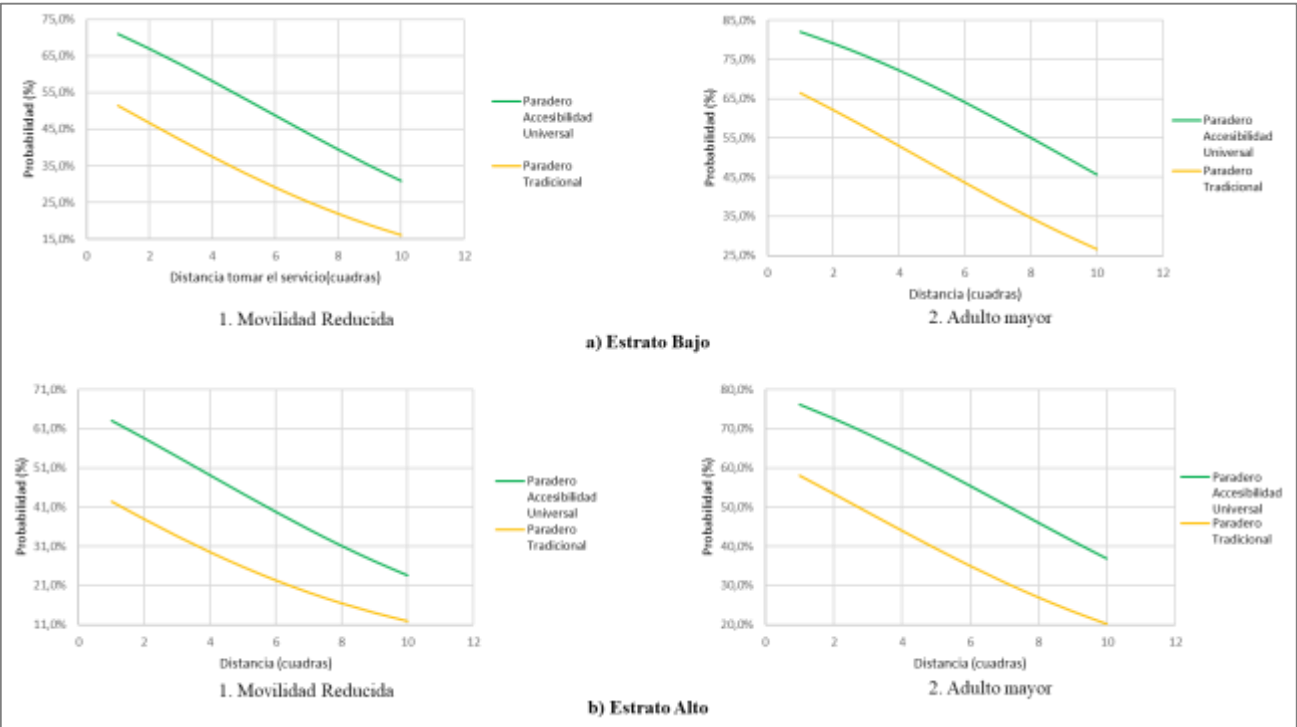 75,0%
65,0%
55,0%
45,0%
35,0%
25,0%
15,0%
Probabilidad (%)
0 2 4 6 8 10 12
Distancia tomar el servicio(cuadras)
Paradero
Accesibilidad
Universal
Paradero
Tradicional
1. Movilidad Reducida
85,0%
75,0%
65,0%
55,0%
45,0%
35,0%
25,0%
Probabilidad (%)
0 2 4 6 8 10 12
Distancia (cuadras)
Paradero
Accesibilidad
Universal
Paradero
Tradicional
2. Adulto mayor
a) Estrato Bajo
71,0%
61,0%
51,0%
41,0%
31,0%
21,0%
11,0%
Probabilidad (%)
0 2 4 6 8 10 12
Distancia (cuadras)
Paradero
Accesibilidad
Universal
Paradero
Tradicional
1. Movilidad Reducida
80,0%
70,0%
60,0%
50,0%
40,0%
30,0%
20,0%
Probabilidad (%)
0 2 4 6 8 10 12
Distancia (cuadras)
Paradero
Accesibilidad
Universal
Paradero
Tradicional
2. Adulto mayor
b) Estrato Alto